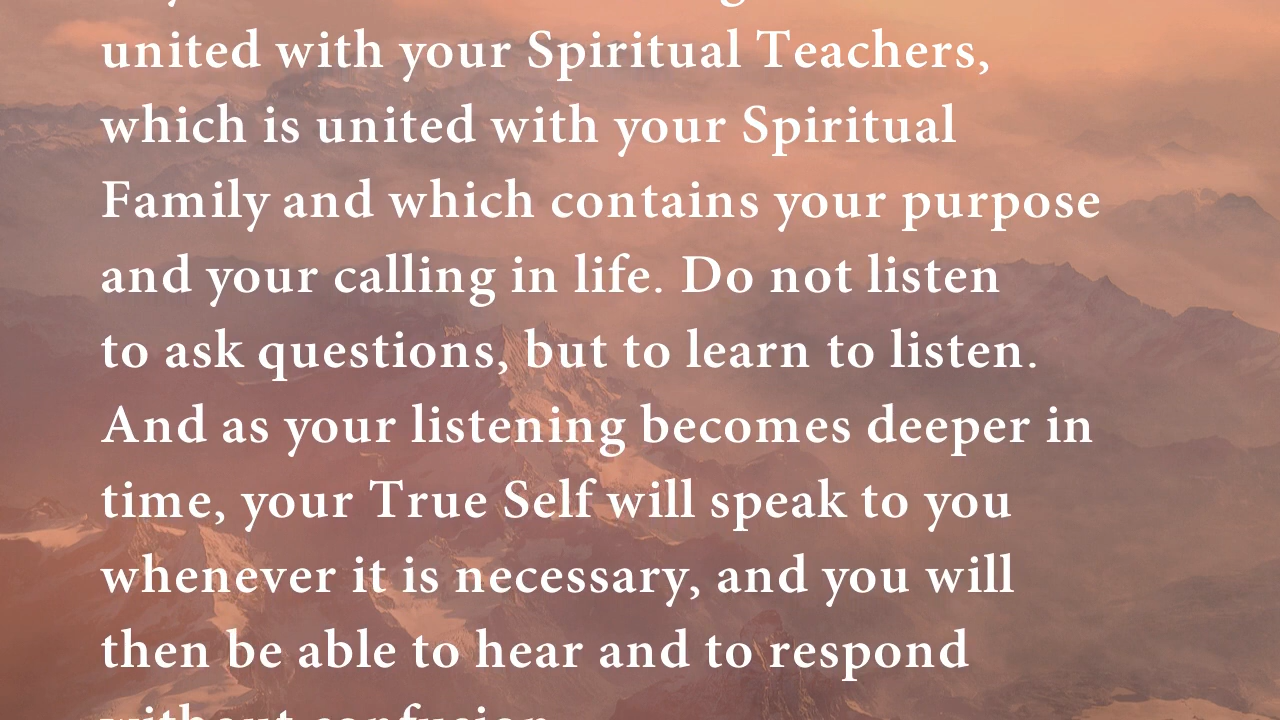 united with your Spiritual Teachers,
which is united with your Spiritual
Family and which contains your purpose
and your calling in life. Do not listen
to ask questions, but to learn to listen.
And as your listening becomes deeper in
time, your True Self will speak to you
whenever it is necessary, and you will
then be able to hear and to respond
without confusion